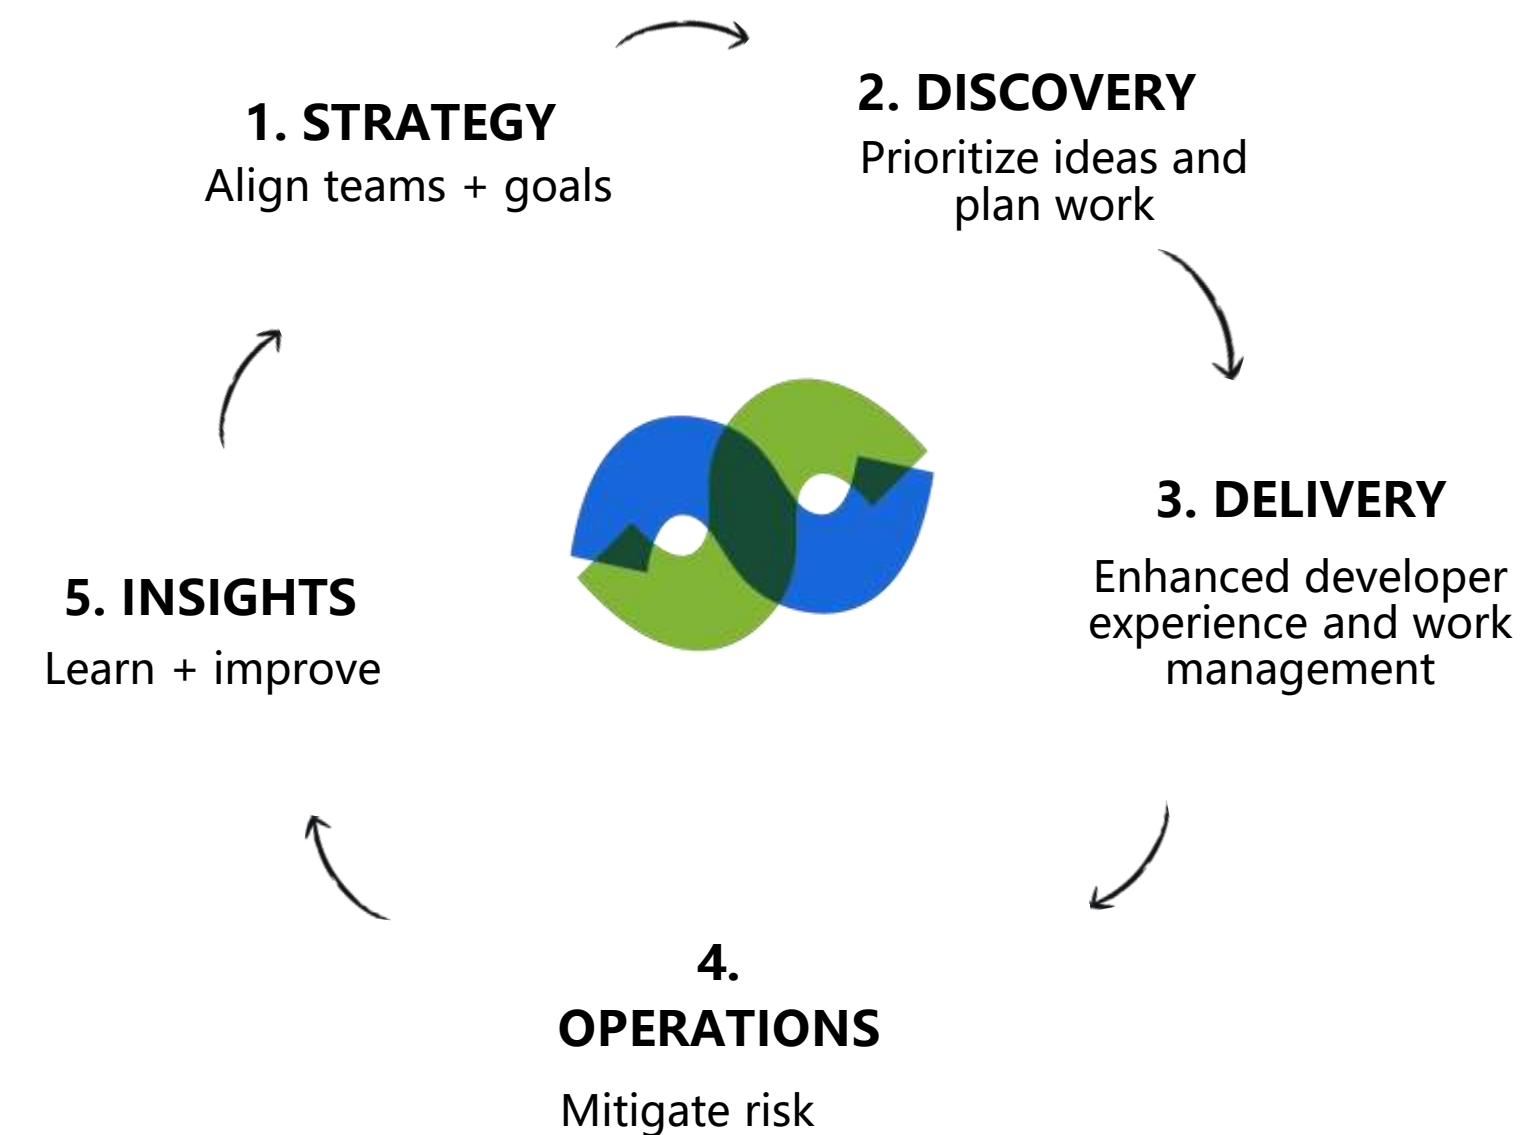 1. STRATEGY
Align teams + goals
2. DISCOVERY
Prioritize ideas and
plan work
3. DELIVERY
Enhanced developer
experience and work
management
4.
OPERATIONS
Mitigate risk
5. INSIGHTS
Learn + improve